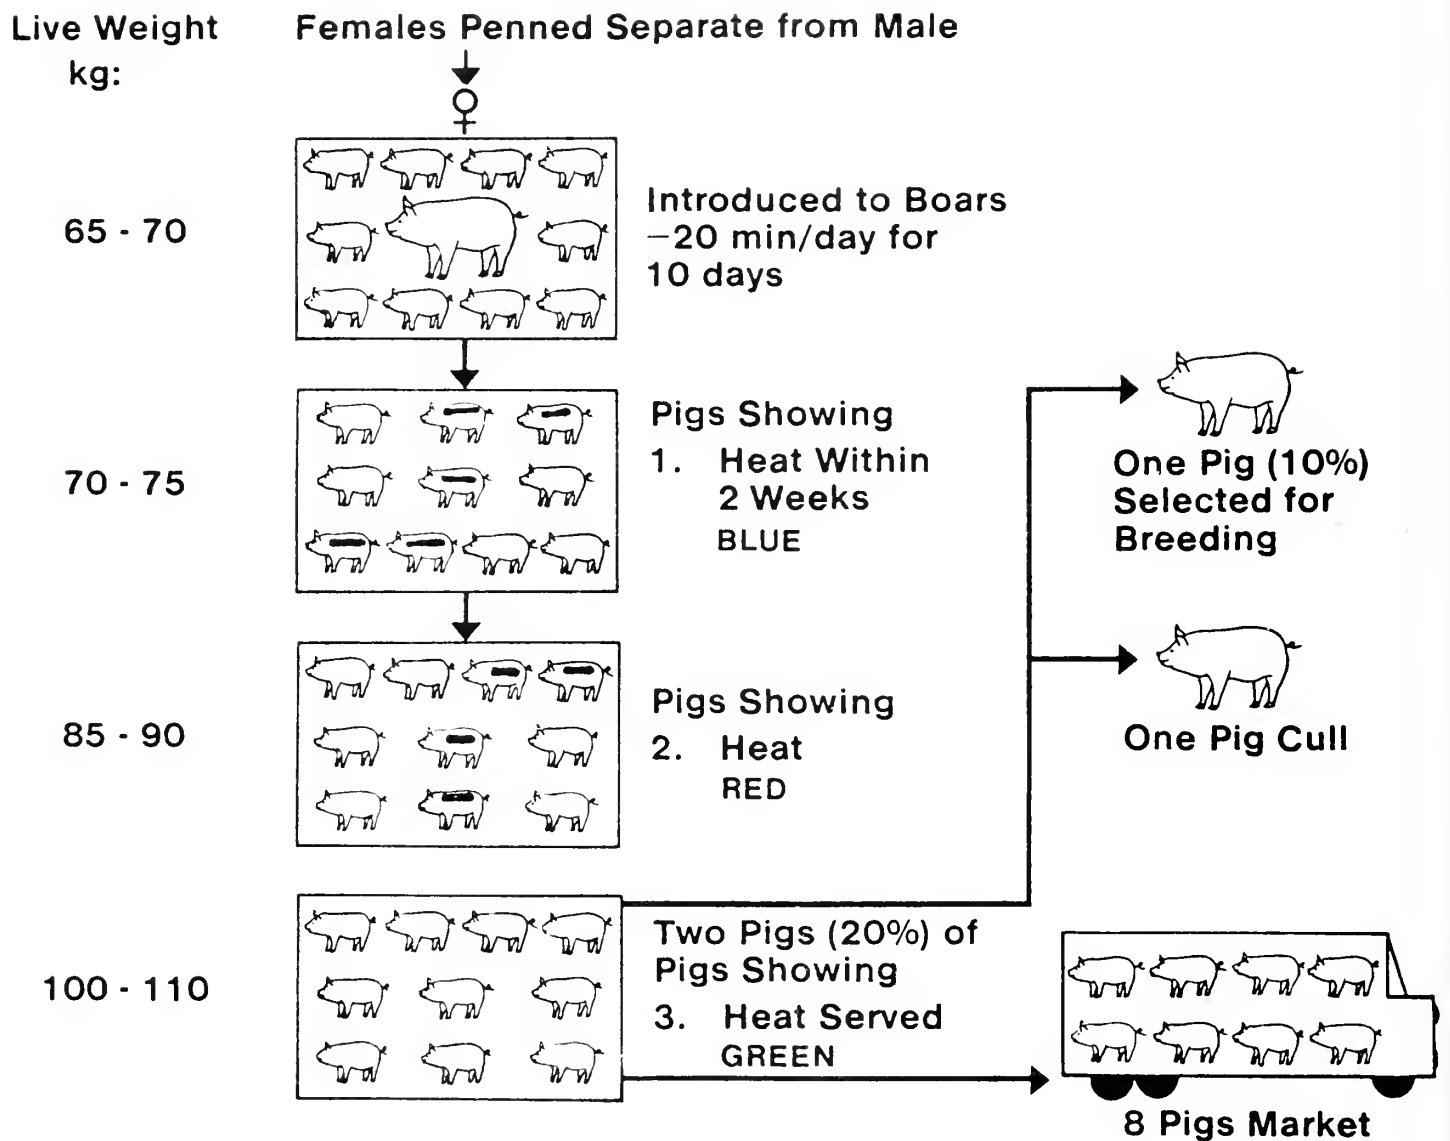 Live Weight
kg:
Females Penned Separate from Male
65 - 70
Introduced to Boars
–20 min/day for
10 days
70 - 75
Pigs Showing
1. Heat Within
2 Weeks
BLUE
One Pig (10%)
Selected for
Breeding
85 - 90
Pigs Showing
2. Heat
RED
One Pig Cull
100 - 110
Two Pigs (20%) of
Pigs Showing
3. Heat Served
GREEN
8 Pigs Market